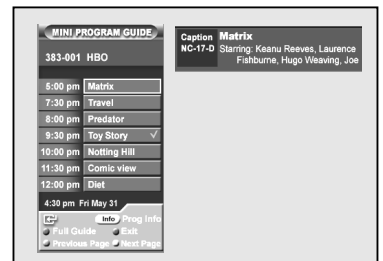 MINI PROGRAM GUIDE
383-001 HBO
5:00 pm Matrix
7:30 pm Travel
8:00 pm Predator
9:30 pm Toy Story
10:00 pm Notting Hill
11:30 pm Comic view
12:00 pm Diet
4:30 pm Fri May 31
Info Prog Info
Full Guide Exit
Previous Page Next Page
Caption Matrix
NC-17-D Starring: Keanu Reeves, Laurence
Fishburne, Hugo Weaving, Joe